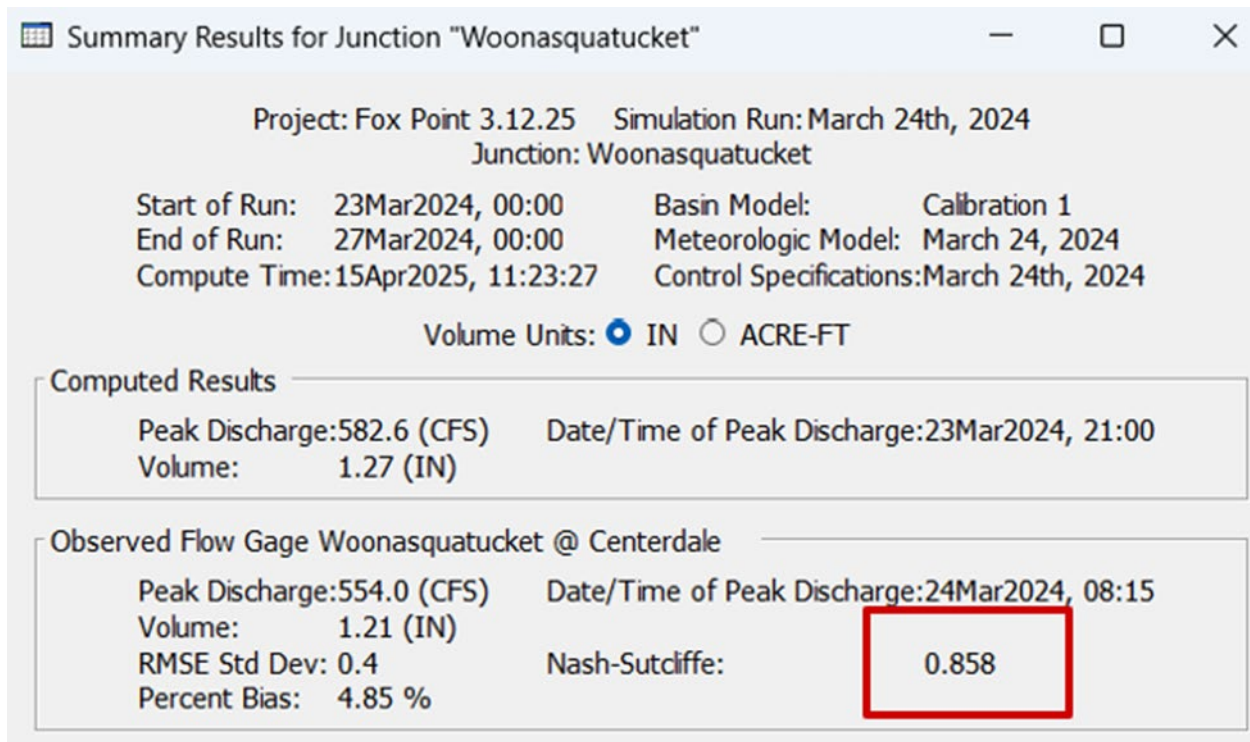 Summary Results for Junction "Woonasquatucket"
Project: Fox Point 3.12.25 Simulation Run: March 24th, 2024
Junction: Woonasquatucket
Start of Run: 23Mar2024, 00:00 Basin Model: Calibration 1
End of Run: 27Mar2024, 00:00 Meteorologic Model: March 24, 2024
Compute Time:15Apr2025, 11:23:27 Control Specifications:March 24th, 2024
Volume Units: IN ACRE-FT
Computed Results
Peak Discharge:582.6 (CFS) Date/Time of Peak Discharge:23Mar2024, 21:00
Volume: 1.27 (IN)
Observed Flow Gage Woonasquatucket @ Centerdale
Peak Discharge:554.0 (CFS) Date/Time of Peak Discharge:24Mar2024, 08:15
Volume: 1.21 (IN)
RMSE Std Dev: 0.4 Nash-Sutcliffe: 0.858
Percent Bias: 4.85 %